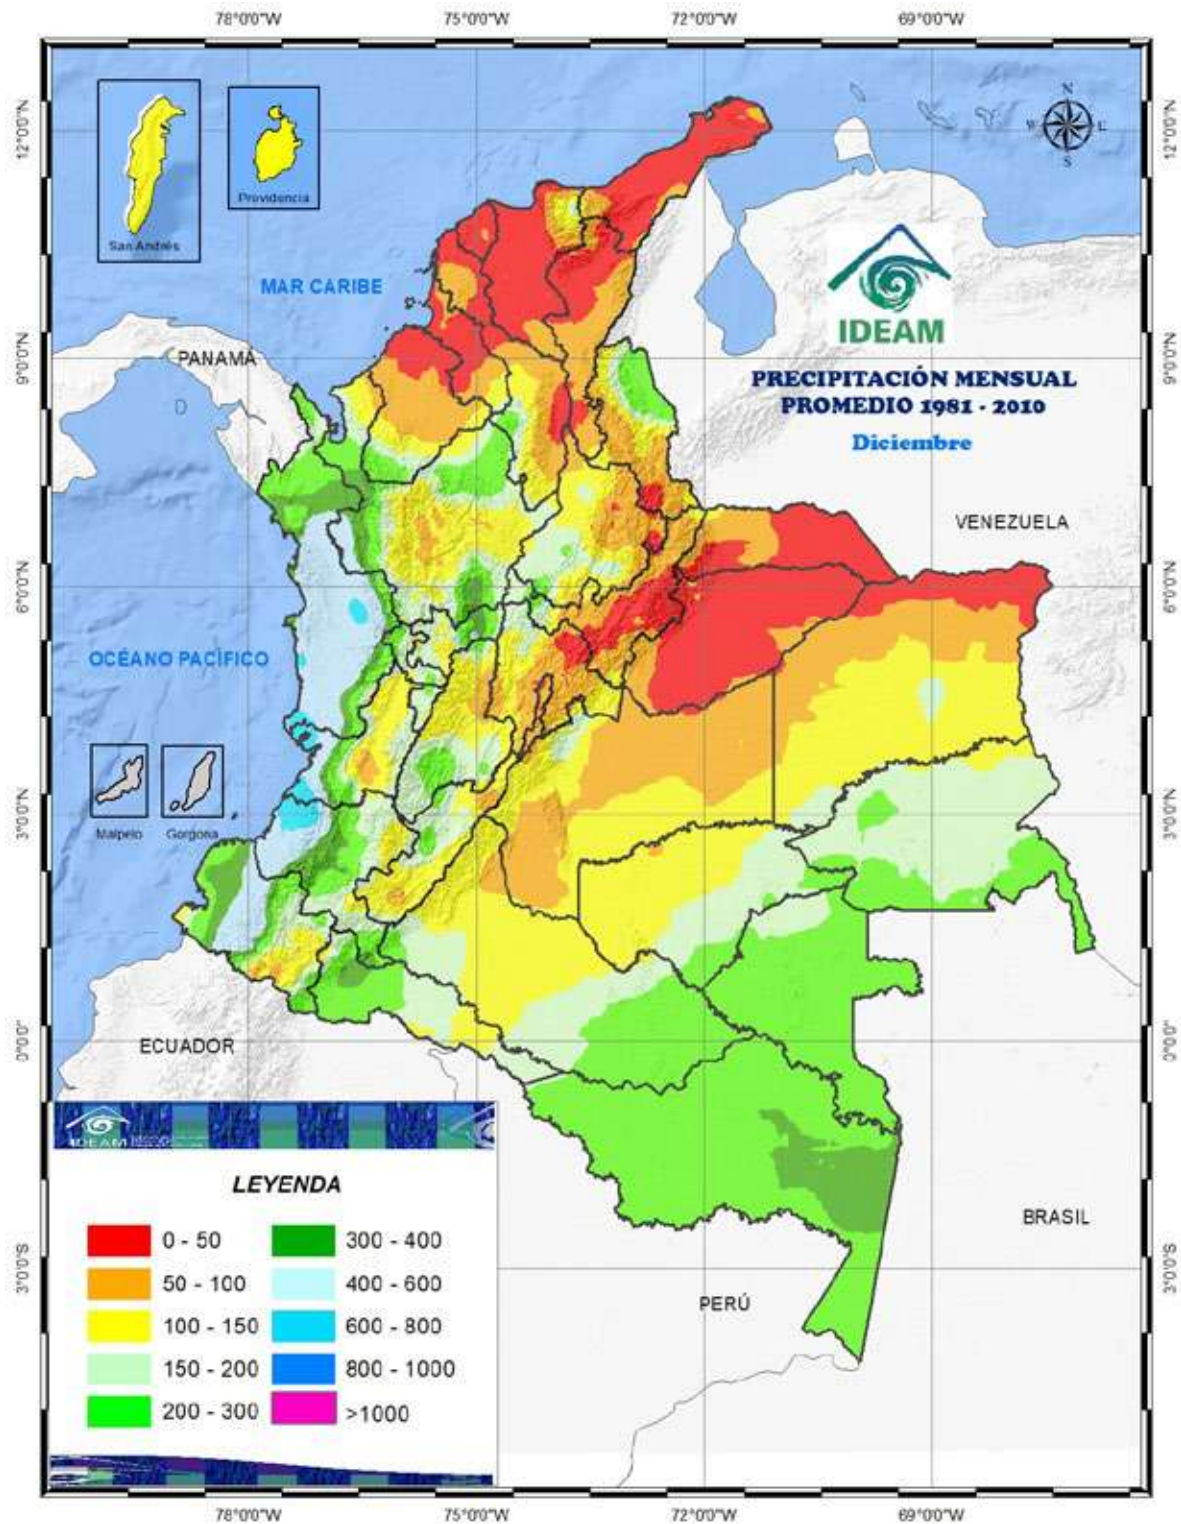 78°0'0"W 75°0'0"W 72°0'0"W 69°0'0"W
12°0'0"N
12°0'0"N
San Andrés
Providencia
MAR CARIBE
IDEAM
PANAMÁ
9°0'0"N
9°0'0"N
PRECIPITACIÓN MENSUAL
PROMEDIO 1981 - 2010
Diciembre
VENEZUELA
6°0'0"N
6°0'0"N
OCÉANO PACÍFICO
3°0'0"N
3°0'0"N
Malpelo
Gorgona
ECUADOR
0°0'0"
0°0'0"
IDEAM
LEYENDA
0 - 50
50 - 100
100 - 150
150 - 200
200 - 300
300 - 400
400 - 600
600 - 800
800 - 1000
>1000
BRASIL
PERÚ
3°0'0"S
3°0'0"S
N
W E
S
78°0'0"W 75°0'0"W 72°0'0"W 69°0'0"W